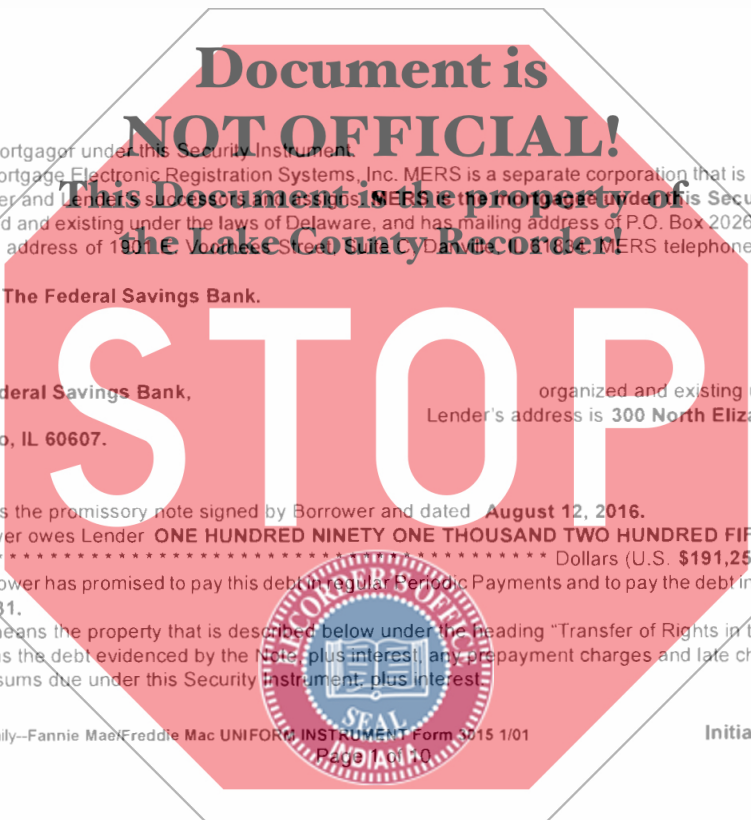 Document is
NOT OFFICIAL!
ortgagor under this Security Instrument.
ortgage Electronic Registration Systems, Inc. MERS is a separate corporation that is
This Document is the property of
er and Lender's successors and assigns. MERS is the mortgagee under this Secu
d and existing under the laws of Delaware, and has mailing address of P.O. Box 2026
the Lake County Recorder!
address of 1901 E. Voorhees Street, Suite C, Danville, IL 61834. MERS telephone
The Federal Savings Bank.
STOP
deral Savings Bank, organized and existing
Lender's address is 300 North Eliza
o, IL 60607.
s the promissory note signed by Borrower and dated August 12, 2016.
wer owes Lender ONE HUNDRED NINETY ONE THOUSAND TWO HUNDRED FIF
* * * * * * * * * * * * * * * * * * * * * * * * * * * * * * * * * * * * * * * * * * Dollars (U.S. $191,25
ower has promised to pay this debt in regular Periodic Payments and to pay the debt in
31.
means the property that is described below under the heading “Transfer of Rights in t
s the debt evidenced by the Note, plus interest, any prepayment charges and late ch
sums due under this Security Instrument, plus interest.
RECORDER'S OFFICE
SEAL
INDIANA
ily--Fannie Mae/Freddie Mac UNIFORM INSTRUMENT Form 3015 1/01 Initia
Page 1 of 10